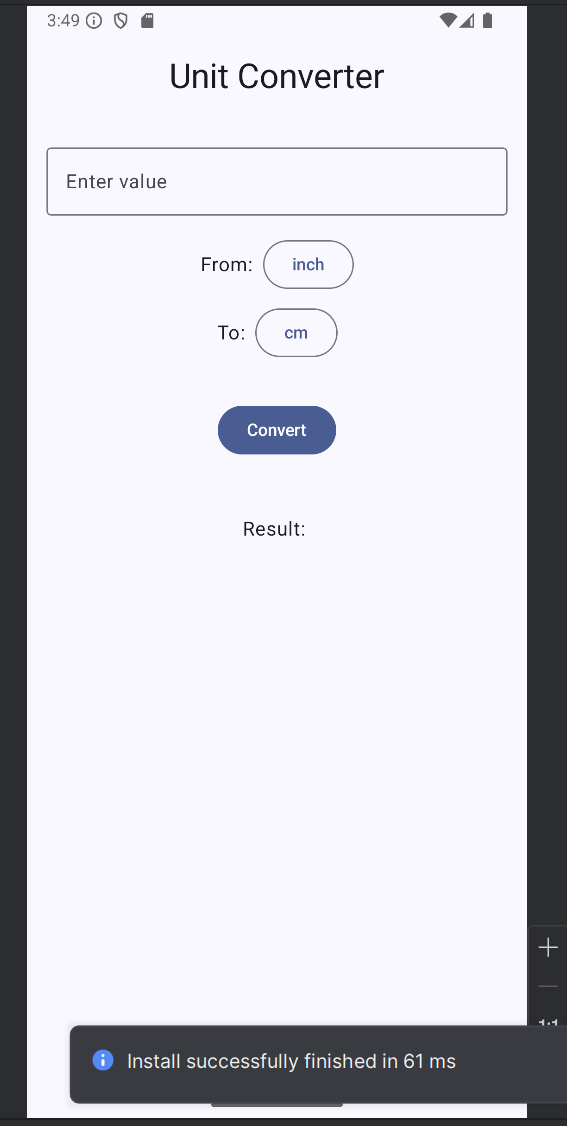 3:49
Unit Converter
Enter value
From: inch
To: cm
Convert
Result:
1:1
Install successfully finished in 61 ms